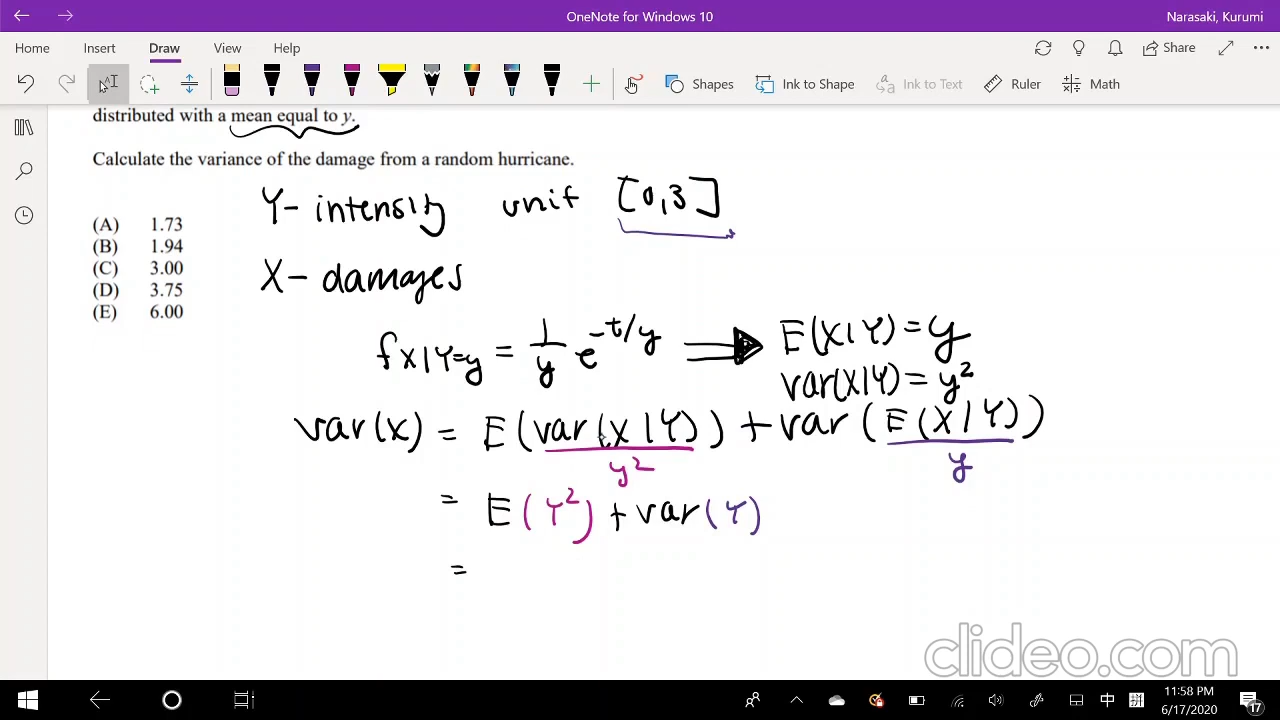 OneNote for Windows 10
Narasaki, Kurumi
Home Insert Draw View Help
Share
Shapes Ink to Shape Ink to Text Ruler Math
distributed with a mean equal to y.
Calculate the variance of the damage from a random hurricane.
(A) 1.73
(B) 1.94
(C) 3.00
(D) 3.75
(E) 6.00
Y- intensity unif [0,3]
X- damages
fX|Y=y = 1/y e^-t/y ⟹ E(X|Y)=y
var(X|Y)=y²
var(X) = E(var(X|Y)) + var(E(X|Y))
y² y
= E(Y²)+var(Y)
=
clideo.com
中 拼
11:58 PM
6/17/2020
17